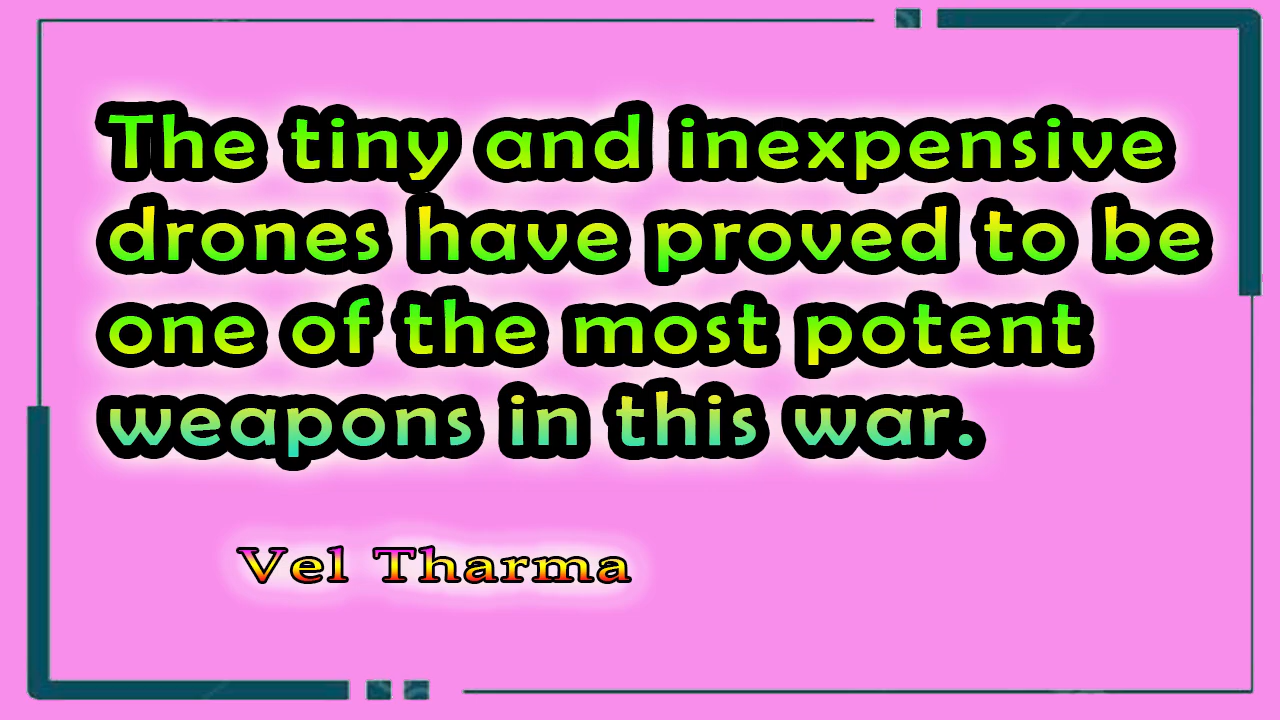 The tiny and inexpensive
drones have proved to be
one of the most potent
weapons in this war.
Vel Tharma